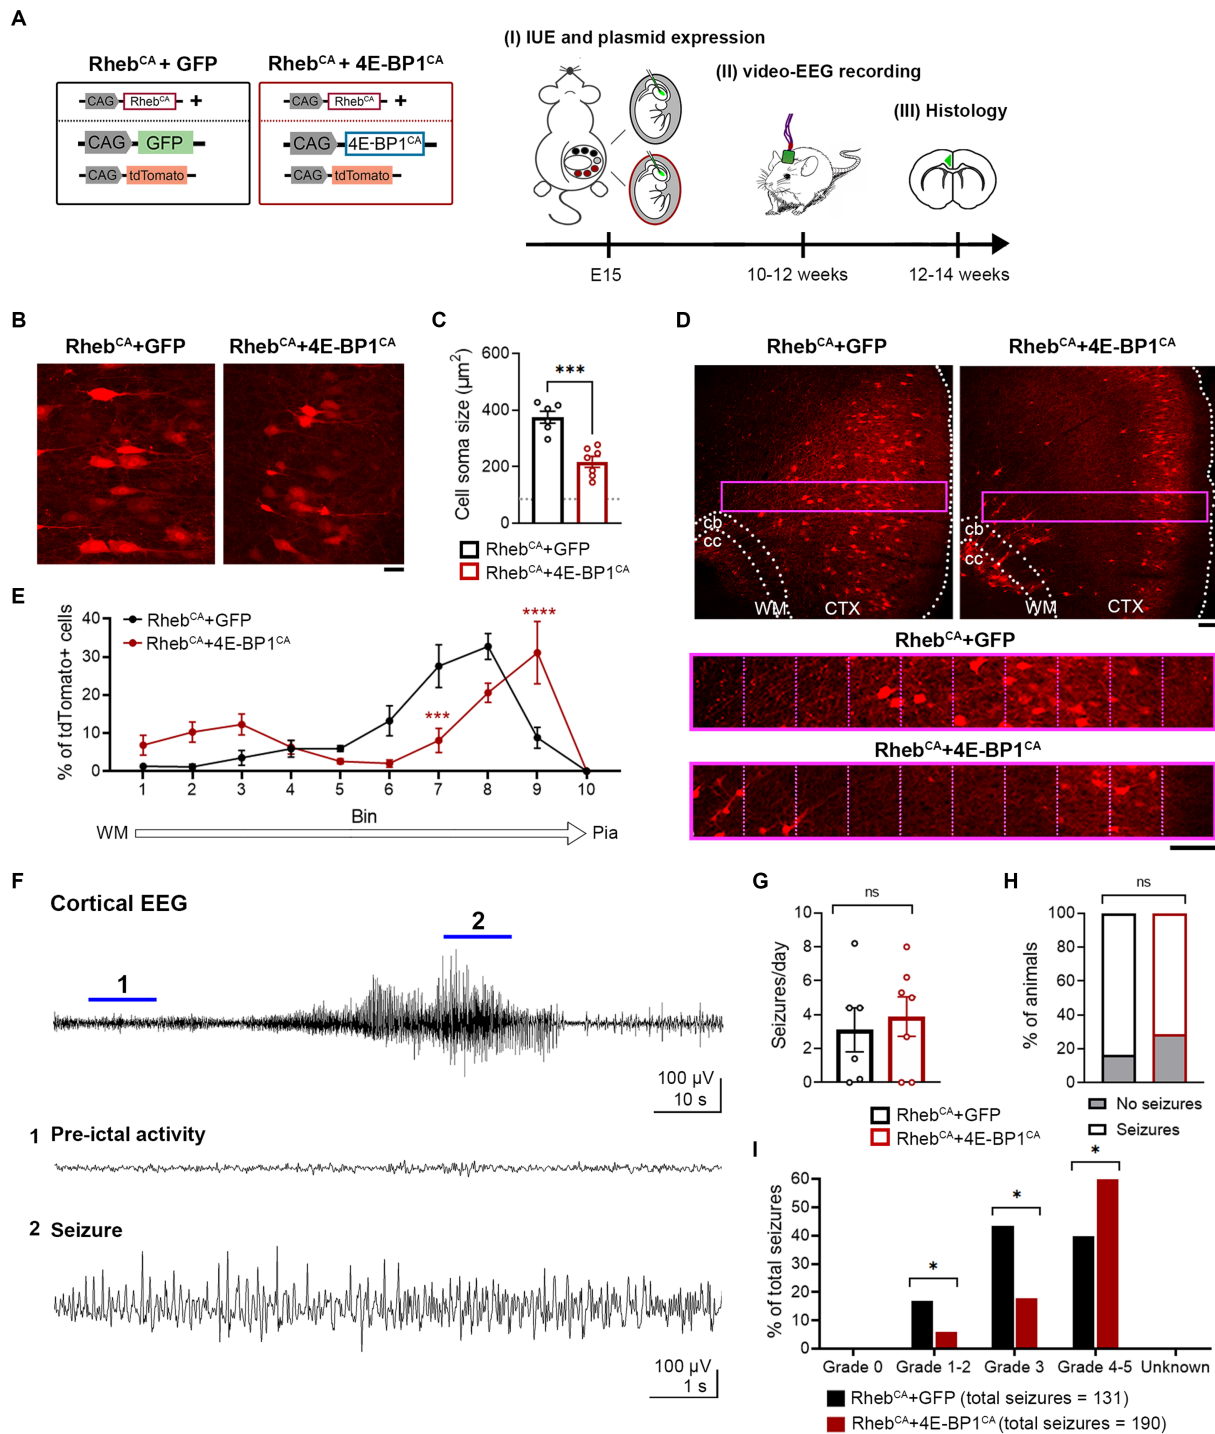 A
Rheb^CA + GFP
Rheb^CA + 4E-BP1^CA
CAG Rheb^CA +
CAG GFP
CAG tdTomato
CAG Rheb^CA +
CAG 4E-BP1^CA
CAG tdTomato
(I) IUE and plasmid expression
(II) video-EEG recording
(III) Histology
E15
10-12 weeks
12-14 weeks
B
Rheb^CA+GFP
Rheb^CA+4E-BP1^CA
C
Cell soma size (µm²)
600
400
200
0
***
Rheb^CA+GFP
Rheb^CA+4E-BP1^CA
D
Rheb^CA+GFP
Rheb^CA+4E-BP1^CA
cb
cc
WM
CTX
cb
cc
WM
CTX
Rheb^CA+GFP
Rheb^CA+4E-BP1^CA
E
% of tdTomato+ cells
40
30
20
10
0
Rheb^CA+GFP
Rheb^CA+4E-BP1^CA
***
****
1 2 3 4 5 6 7 8 9 10
Bin
WM
Pia
F
Cortical EEG
1
2
100 µV
10 s
1 Pre-ictal activity
2 Seizure
100 µV
1 s
G
Seizures/day
10
8
6
4
2
0
ns
Rheb^CA+GFP
Rheb^CA+4E-BP1^CA
H
% of animals
100
80
60
40
20
0
ns
No seizures
Seizures
I
% of total seizures
60
50
40
30
20
10
0
*
*
*
Grade 0 Grade 1-2 Grade 3 Grade 4-5 Unknown
Rheb^CA+GFP (total seizures = 131)
Rheb^CA+4E-BP1^CA (total seizures = 190)